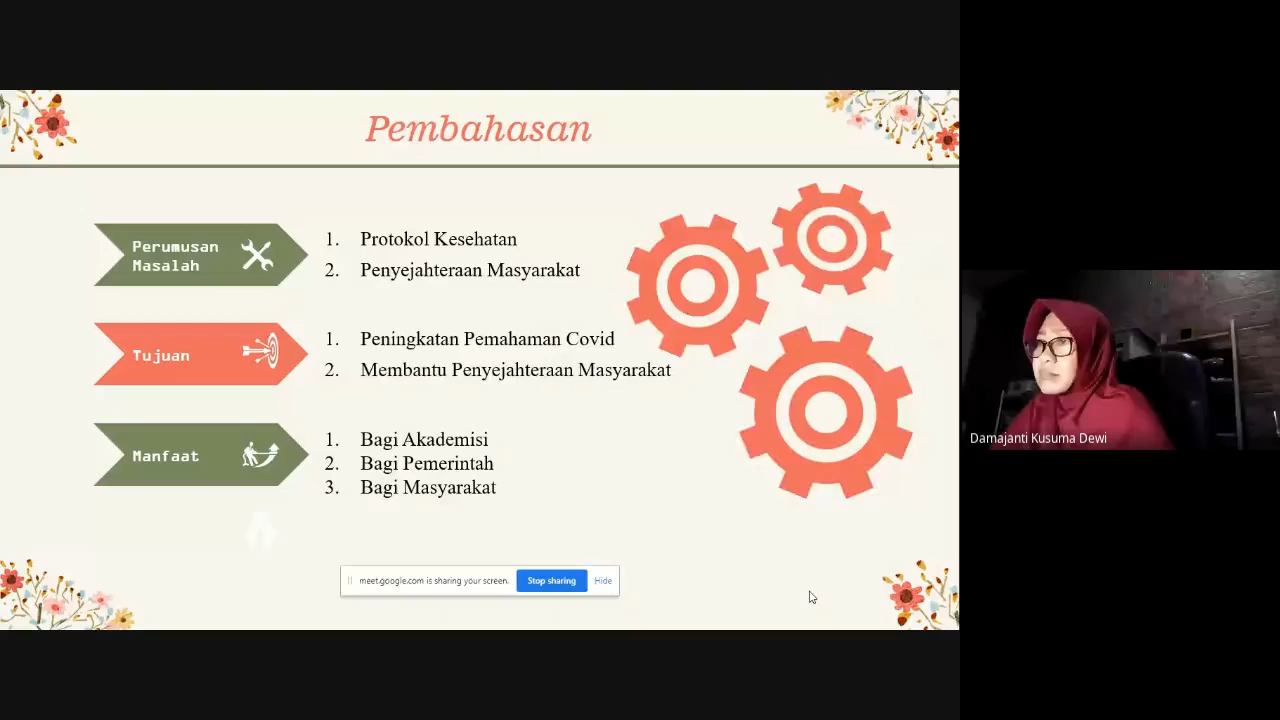 Pembahasan
Perumusan
Masalah
1. Protokol Kesehatan
2. Penyejahteraan Masyarakat
Tujuan
1. Peningkatan Pemahaman Covid
2. Membantu Penyejahteraan Masyarakat
Manfaat
1. Bagi Akademisi
2. Bagi Pemerintah
3. Bagi Masyarakat
meet.google.com is sharing your screen. Stop sharing Hide
Damajanti Kusuma Dewi